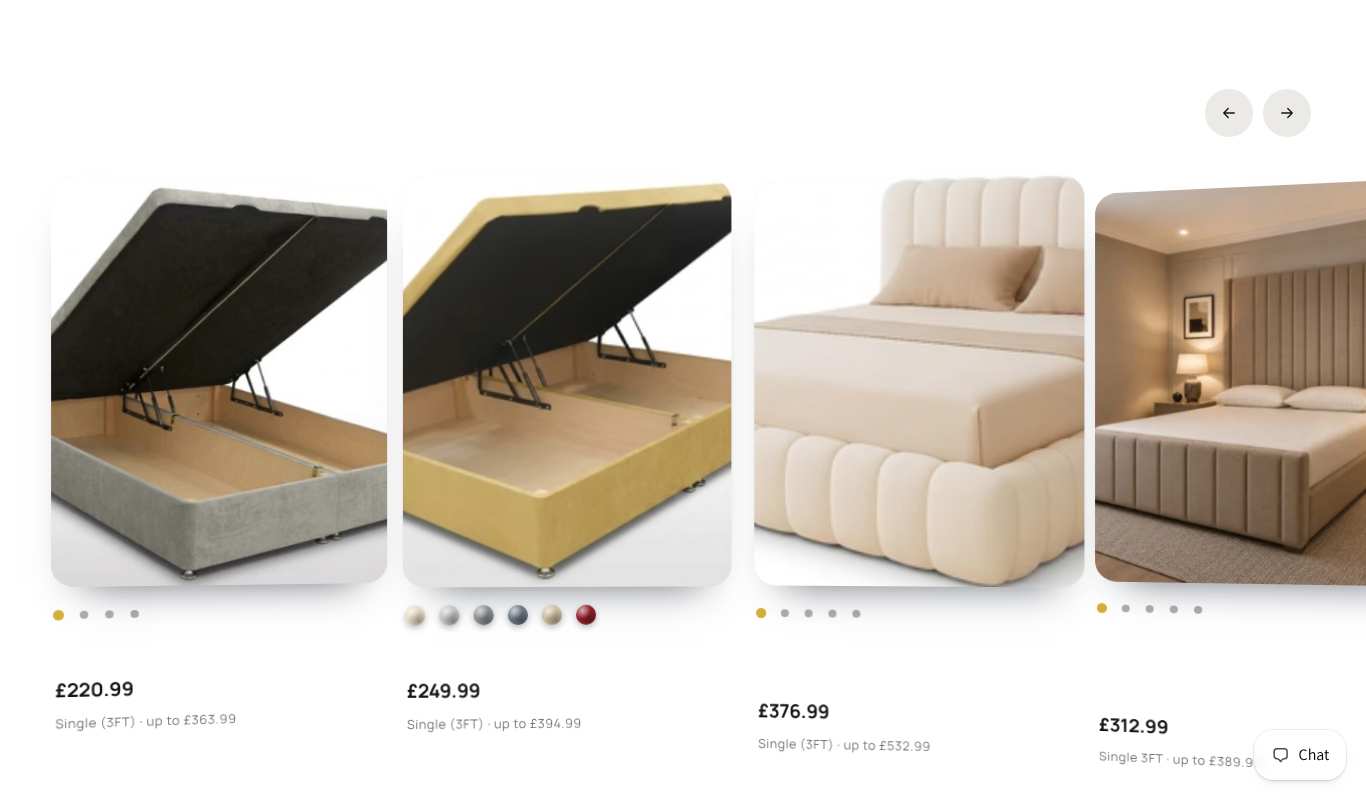 £220.99
Single (3FT) · up to £363.99
£249.99
Single (3FT) · up to £394.99
£376.99
Single (3FT) · up to £532.99
£312.99
Single 3FT · up to £389.9
Chat